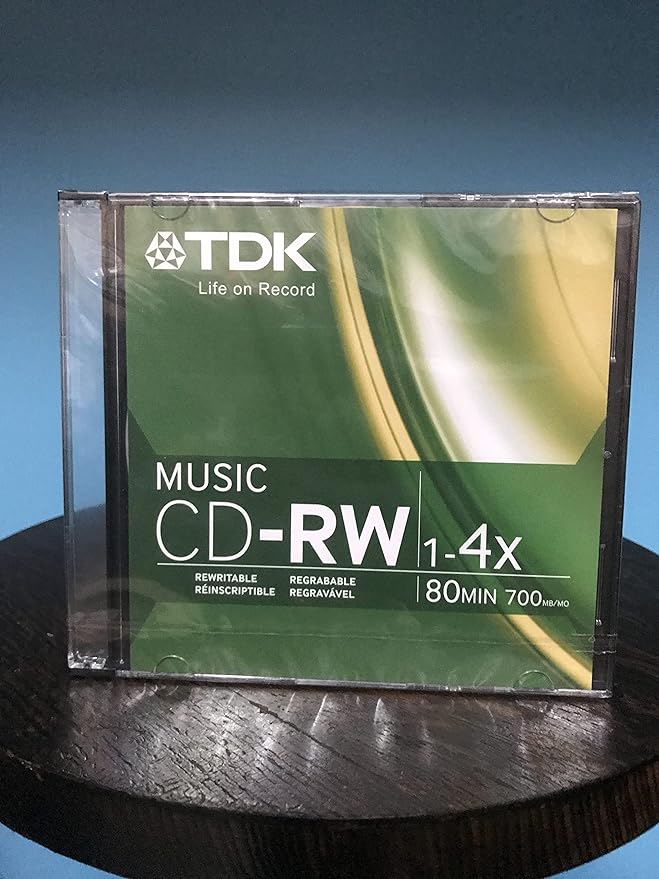 TDK
Life on Record
MUSIC
CD-RW
1-4X
REWRITABLE REGRABABLE
RÉINSCRIPTIBLE REGRAVÁVEL
80MIN 700MB/MO